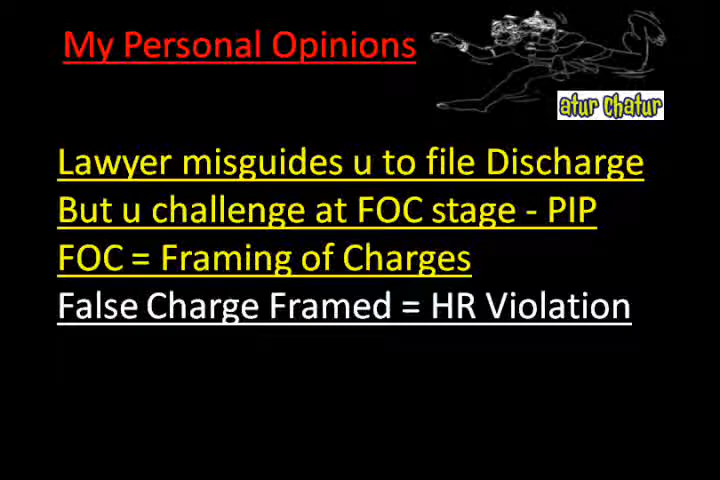 My Personal Opinions
atur chatur
Lawyer misguides u to file Discharge
But u challenge at FOC stage - PIP
FOC = Framing of Charges
False Charge Framed = HR Violation